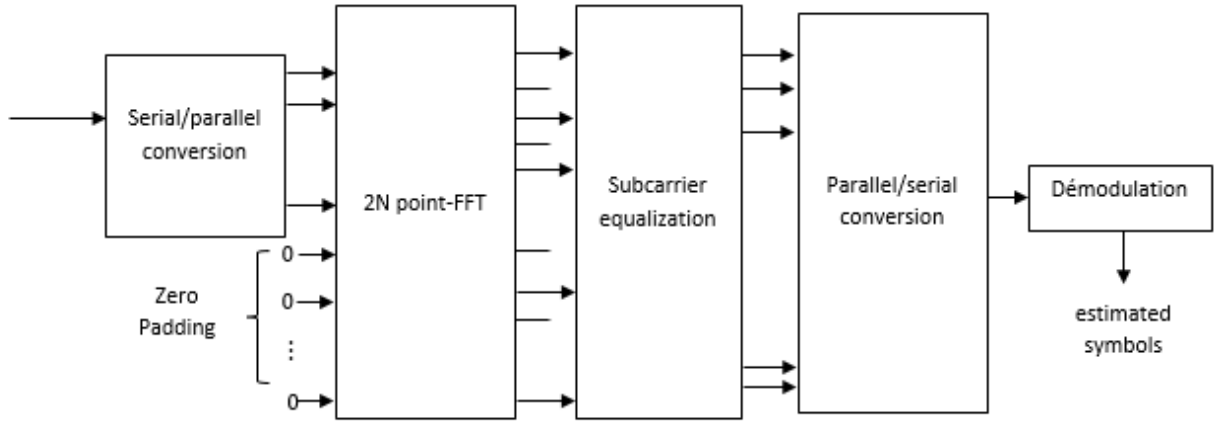 Serial/parallel
conversion
2N point-FFT
Subcarrier
equalization
Parallel/serial
conversion
Démodulation
estimated
symbols
Zero
Padding
0
0
⋮
0